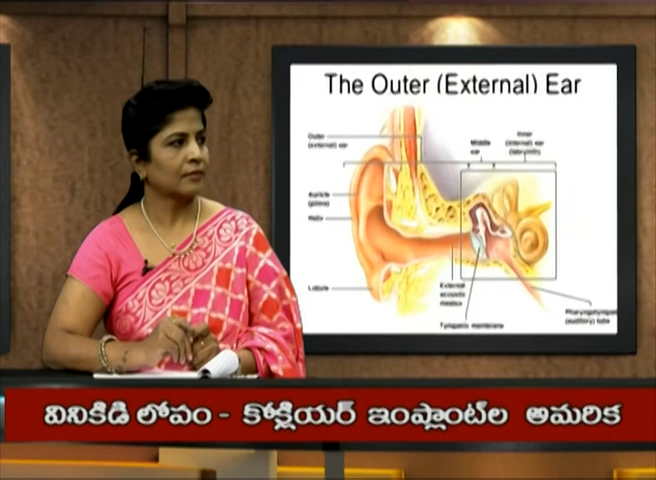 The Outer (External) Ear
Outer
(external) ear
Middle
ear
Inner
(internal) ear
(labyrinth)
Auricle
(pinna)
Helix
Lobule
External
acoustic
meatus
Tympanic membrane
Pharyngotympanic
(auditory) tube
వినికిడి లోపం - కోక్లియర్ ఇంప్లాంట్‌ల అమరిక